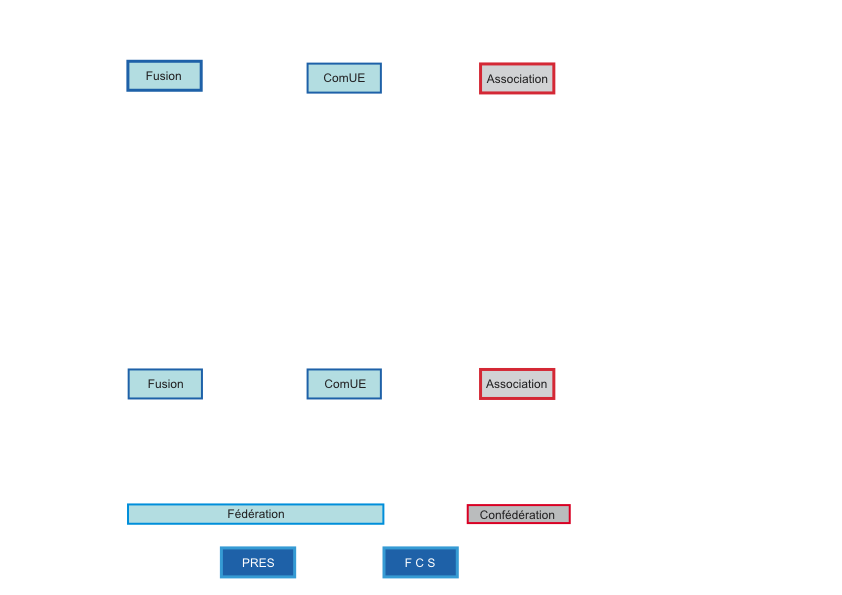 Fusion
ComUE
Association
Fusion
ComUE
Association
Fédération
Confédération
PRES
F C S